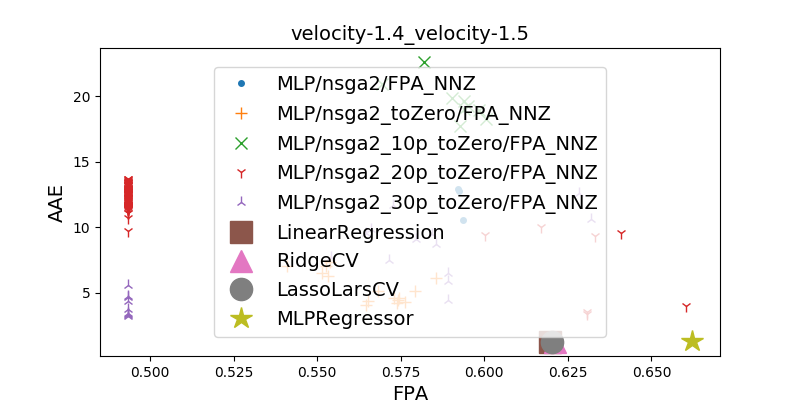 velocity-1.4_velocity-1.5
AAE
20
15
10
5
MLP/nsga2/FPA_NNZ
MLP/nsga2_toZero/FPA_NNZ
MLP/nsga2_10p_toZero/FPA_NNZ
MLP/nsga2_20p_toZero/FPA_NNZ
MLP/nsga2_30p_toZero/FPA_NNZ
LinearRegression
RidgeCV
LassoLarsCV
MLPRegressor
0.500 0.525 0.550 0.575 0.600 0.625 0.650
FPA